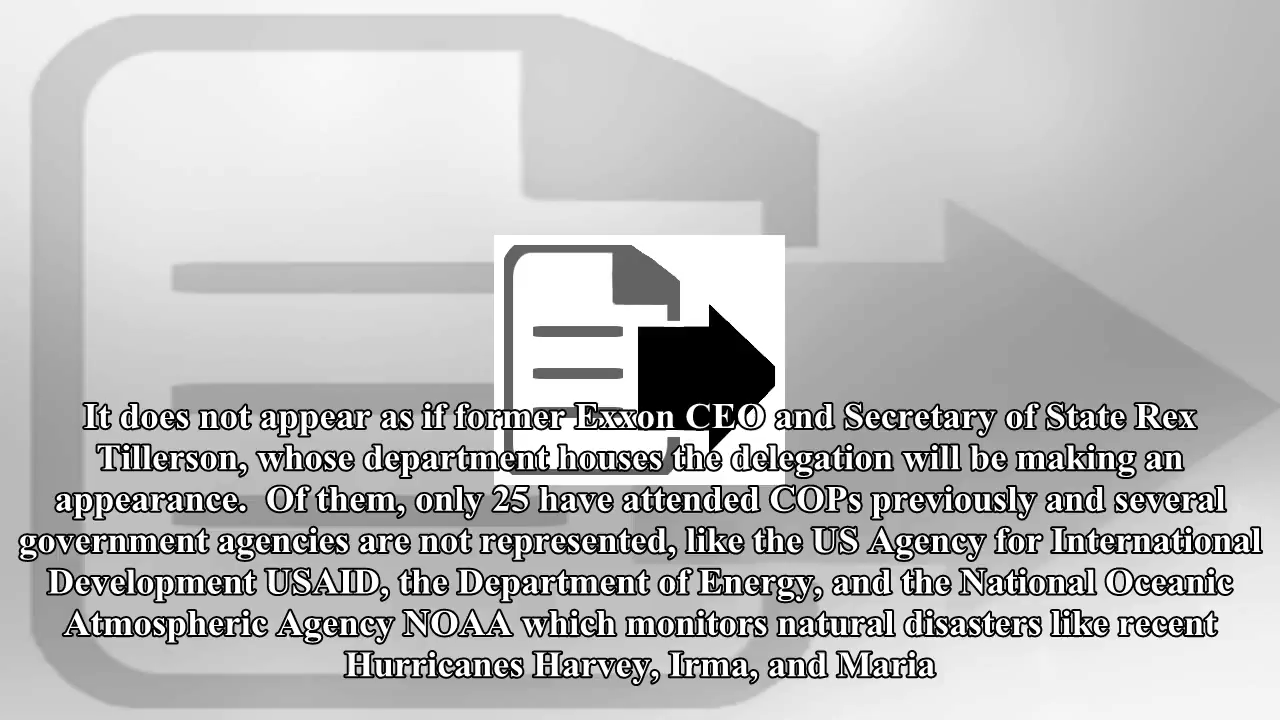 It does not appear as if former Exxon CEO and Secretary of State Rex
Tillerson, whose department houses the delegation will be making an
appearance.  Of them, only 25 have attended COPs previously and several
government agencies are not represented, like the US Agency for International
Development USAID, the Department of Energy, and the National Oceanic
Atmospheric Agency NOAA which monitors natural disasters like recent
Hurricanes Harvey, Irma, and Maria